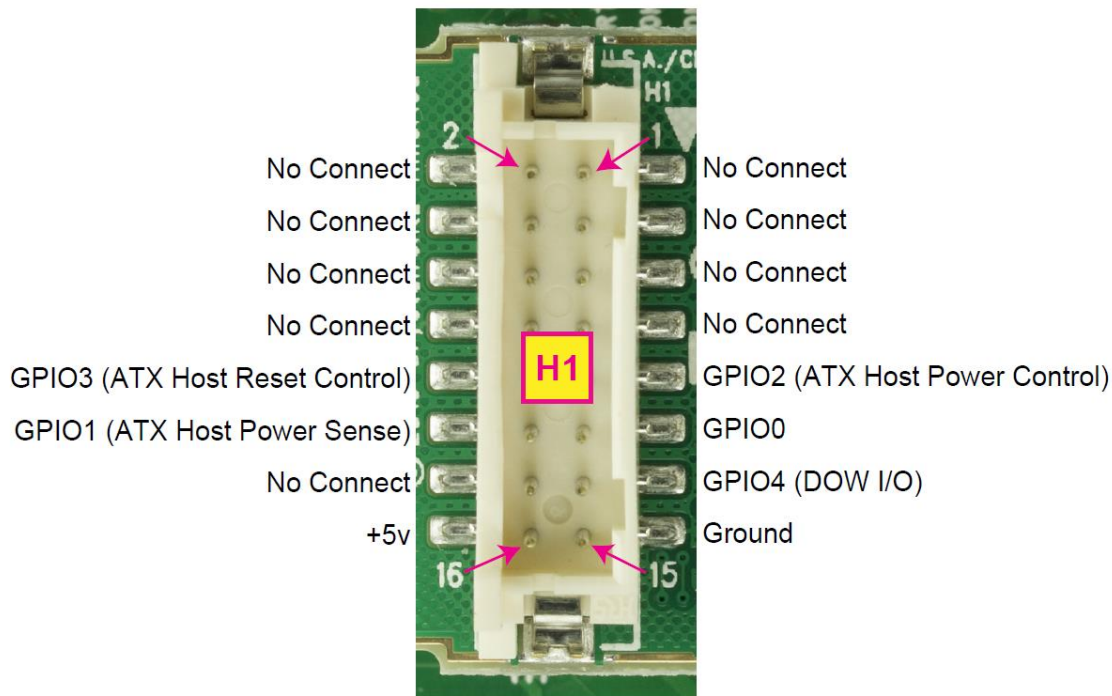 U.S.A./C
H1
2
1
No Connect
No Connect
No Connect
No Connect
No Connect
No Connect
No Connect
No Connect
H1
GPIO3 (ATX Host Reset Control)
GPIO2 (ATX Host Power Control)
GPIO1 (ATX Host Power Sense)
GPIO0
No Connect
GPIO4 (DOW I/O)
+5v
Ground
16
15